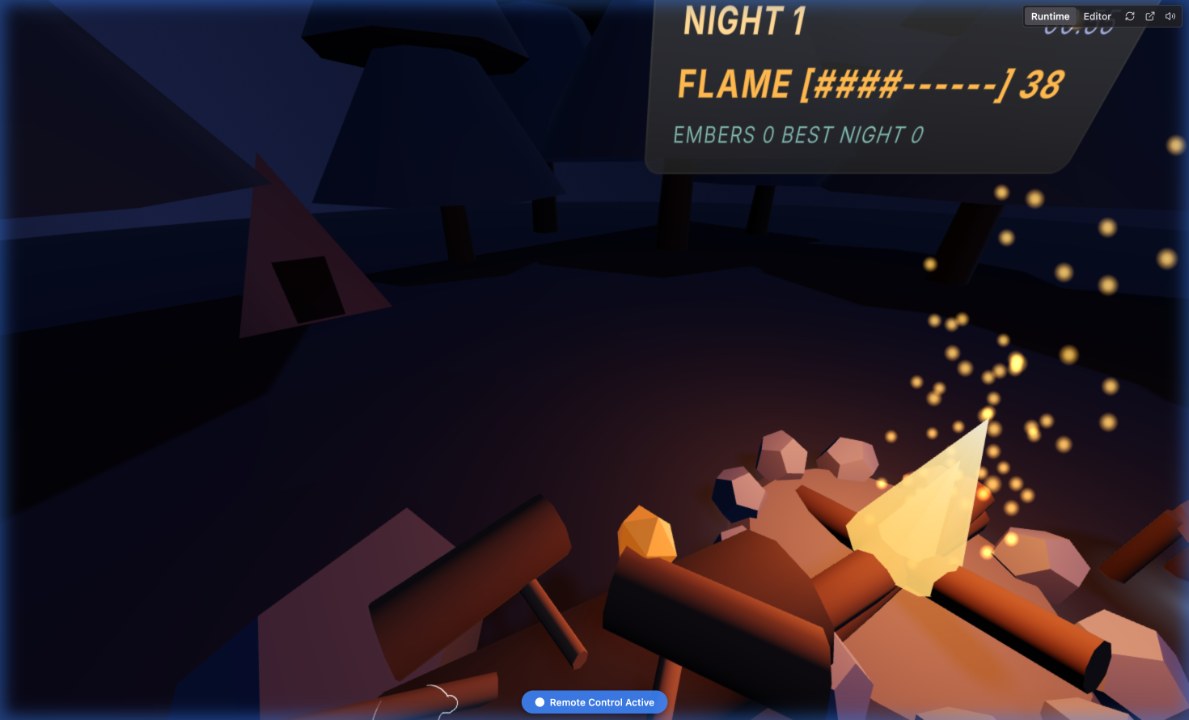 Runtime Editor
NIGHT 1
FLAME [####------] 38
EMBERS 0 BEST NIGHT 0
Remote Control Active